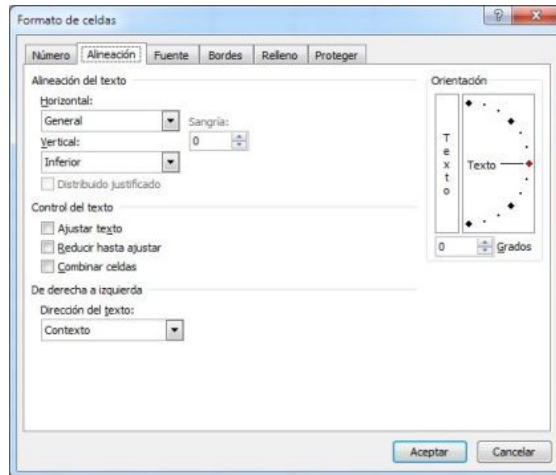 Formato de celdas
Número Alineación Fuente Bordes Relleno Proteger
Alineación del texto
Horizontal:
General
Sangría:
Vertical:
0
Inferior
Distribuido justificado
Control del texto
Ajustar texto
Reducir hasta ajustar
Combinar celdas
De derecha a izquierda
Dirección del texto:
Contexto
Orientación
Texto
Texto
0 Grados
Aceptar Cancelar